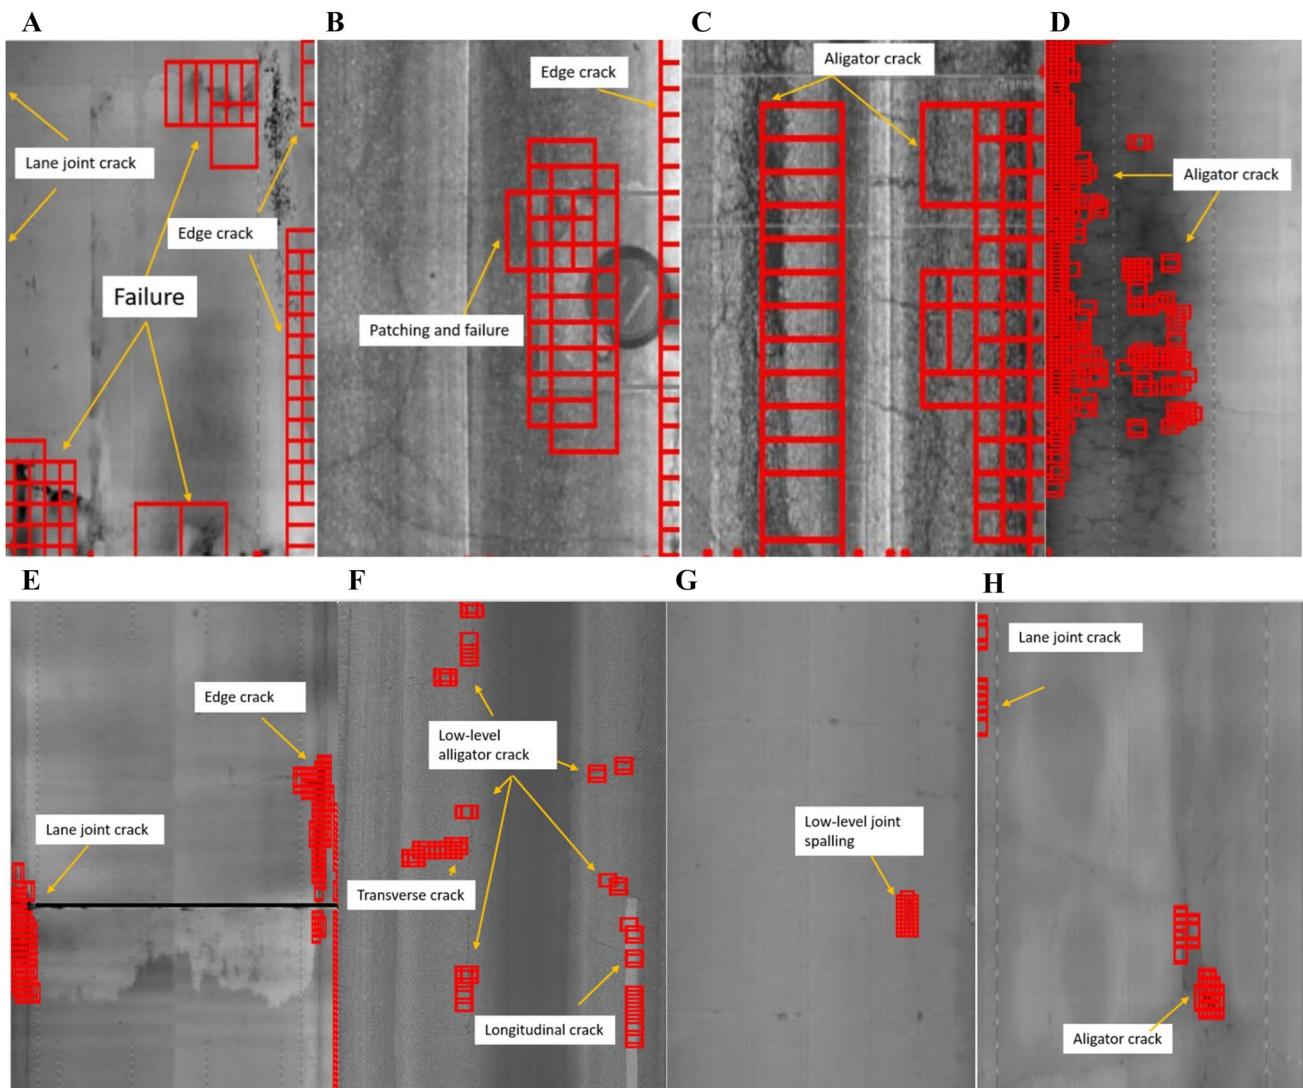 A
B
C
D
Lane joint crack
Edge crack
Failure
Edge crack
Patching and failure
Aligator crack
Aligator crack
E
F
G
H
Edge crack
Lane joint crack
Low-level
alligator crack
Transverse crack
Longitudinal crack
Low-level joint
spalling
Lane joint crack
Aligator crack